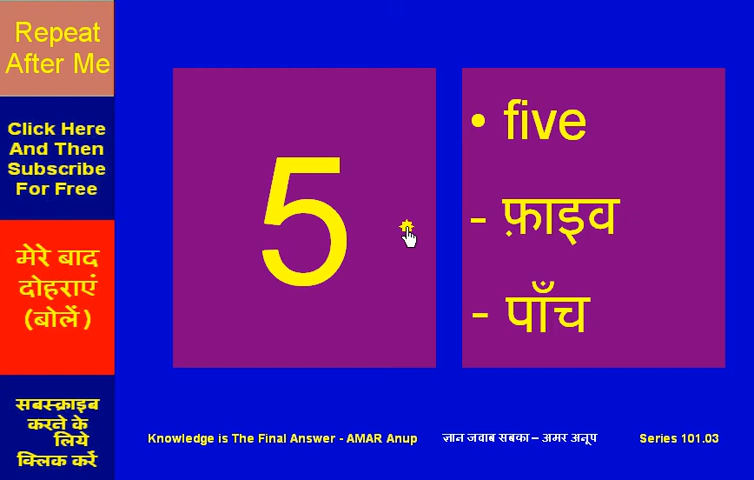 Repeat
After Me
Click Here
And Then
Subscribe
For Free
मेरे बाद
दोहराएं
(बोलें)
सबस्क्राइब
करने के
लिये
क्लिक करें
5
• five
- फ़ाइव
- पाँच
Knowledge is The Final Answer - AMAR Anup ज्ञान जवाब सबका – अमर अनूप Series 101.03